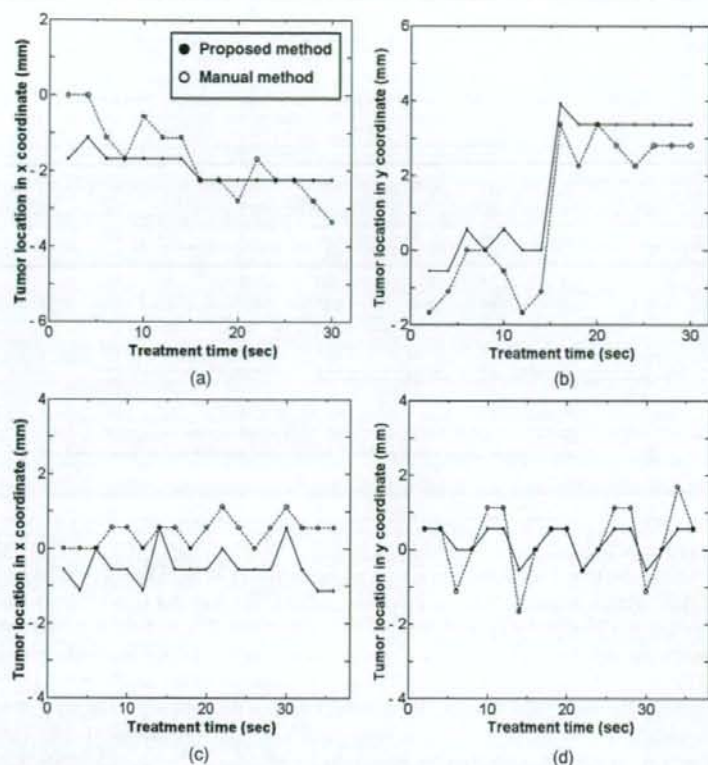 2
0
- 2
- 4
6
Tumor location in x coordinate (mm)
Proposed method
Manual method
0
10
20
30
Treatment time (sec)
(a)
6
4
2
0
- 2
Tumor location in y coordinate (mm)
0
10
20
30
Treatment time (sec)
(b)
4
2
0
- 2
4
Tumor location in x coordinate (mm)
0
10
20
30
Treatment time (sec)
(c)
4
2
0
- 2
4
Tumor location in y coordinate (mm)
0
10
20
30
Treatment time (sec)
(d)